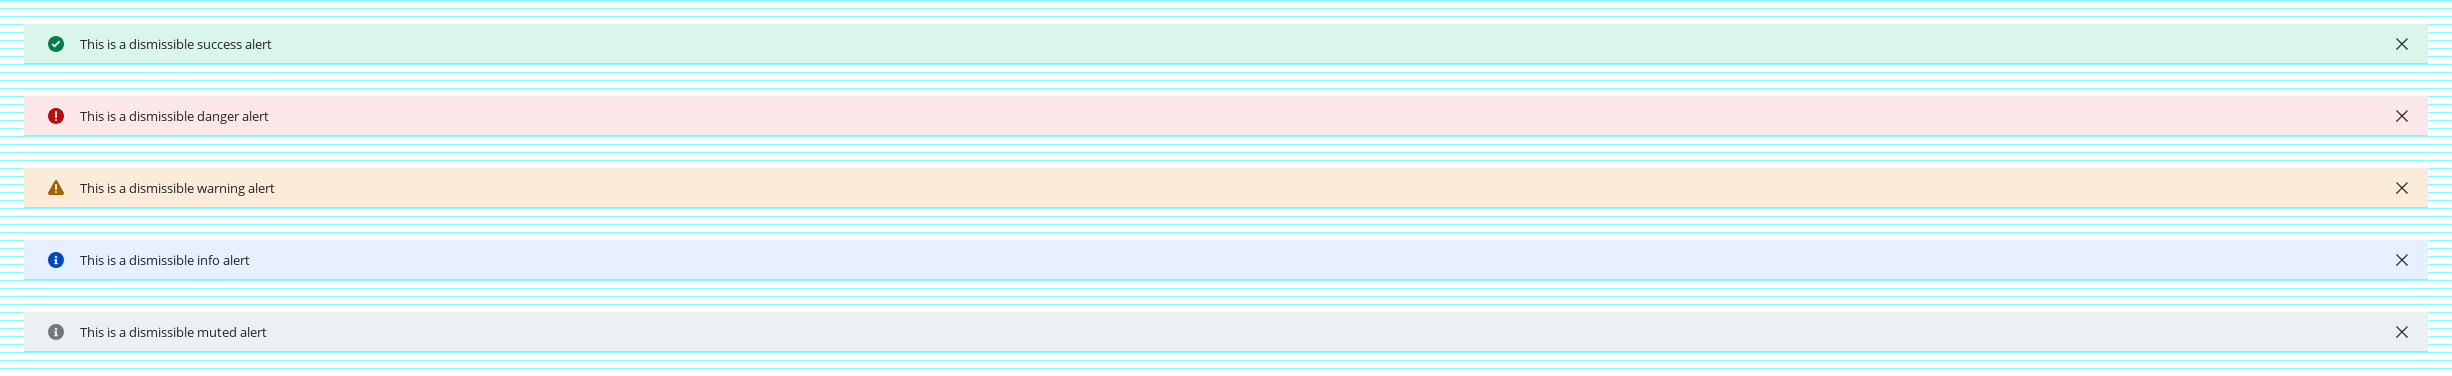 This is a dismissible success alert
This is a dismissible danger alert
This is a dismissible warning alert
This is a dismissible info alert
This is a dismissible muted alert